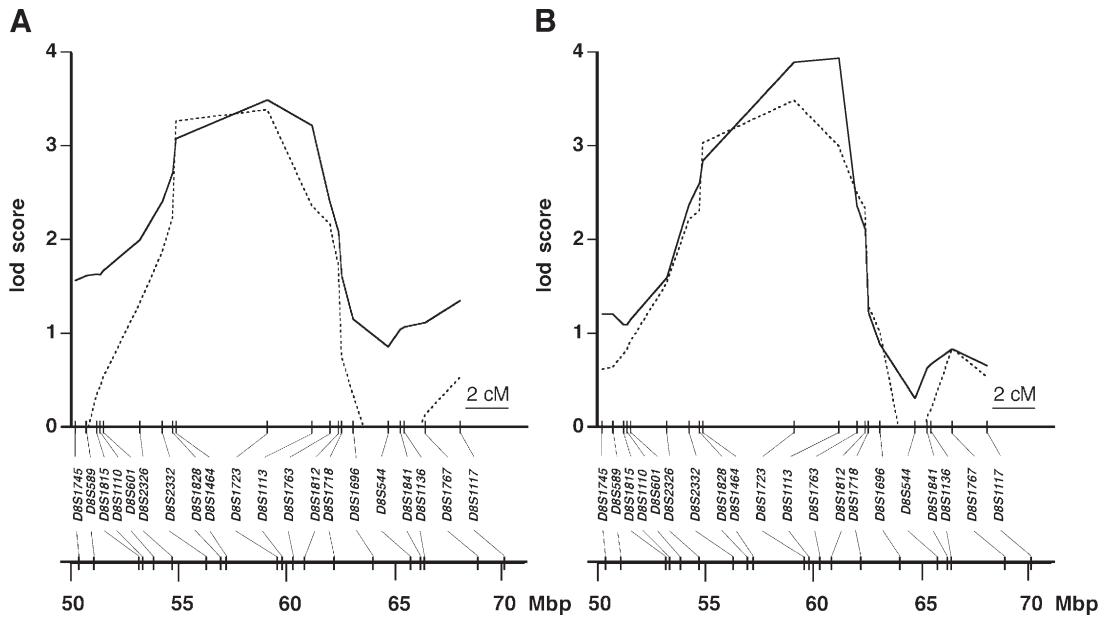 A
4
3
2
1
0
lod score
2 cM
D8S1745
D8S589
D8S1815
D8S1110
D8S601
D8S2326
D8S2332
D8S1828
D8S1464
D8S1723
D8S1113
D8S1763
D8S1812
D8S1718
D8S1696
D8S544
D8S1841
D8S1136
D8S1767
D8S1117
50 55 60 65 70 Mbp
B
4
3
2
1
0
lod score
2 cM
D8S1745
D8S589
D8S1815
D8S1110
D8S601
D8S2326
D8S2332
D8S1828
D8S1464
D8S1723
D8S1113
D8S1763
D8S1812
D8S1718
D8S1696
D8S544
D8S1841
D8S1136
D8S1767
D8S1117
50 55 60 65 70 Mbp